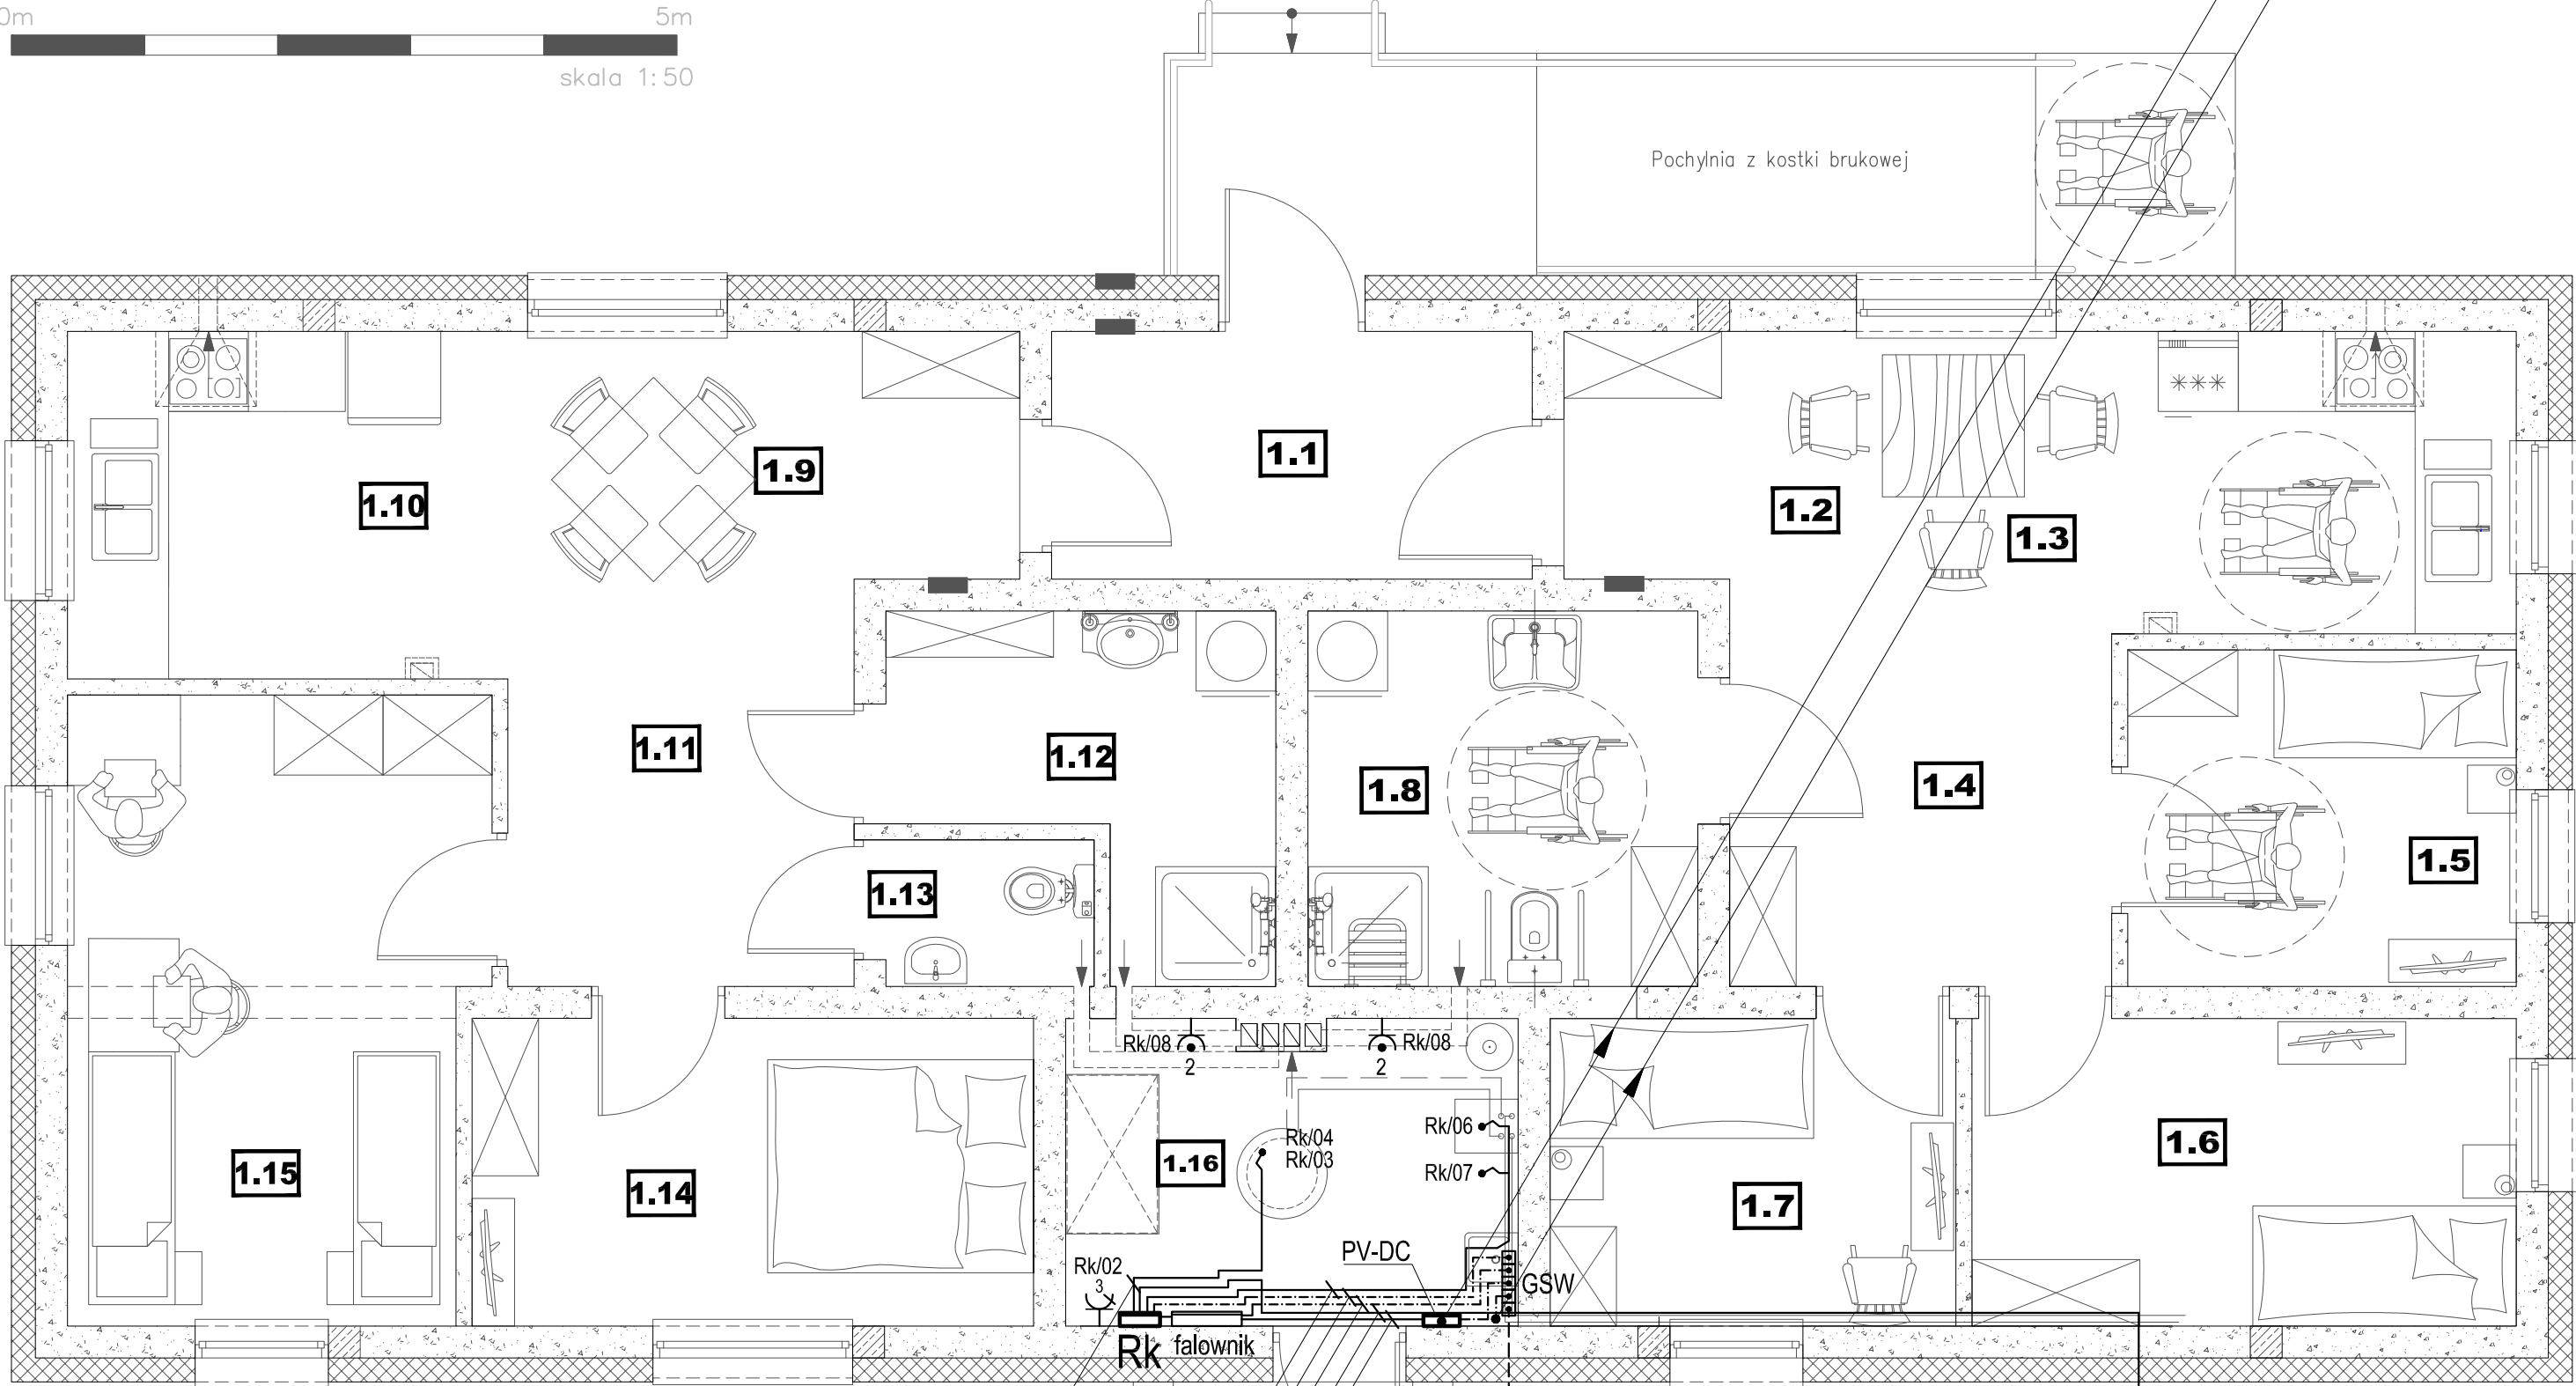 0m 5m
skala 1:50
Pochylnia z kostki brukowej
1.1
1.9
1.10
1.2
1.3
1.11
1.12
1.8
1.4
1.5
1.13
Rk/08
2
Rk/08
2
1.15
1.14
1.16
Rk/04
Rk/03
Rk/06
Rk/07
1.7
1.6
Rk/02
3
PV-DC
GSW
Rk
falownik